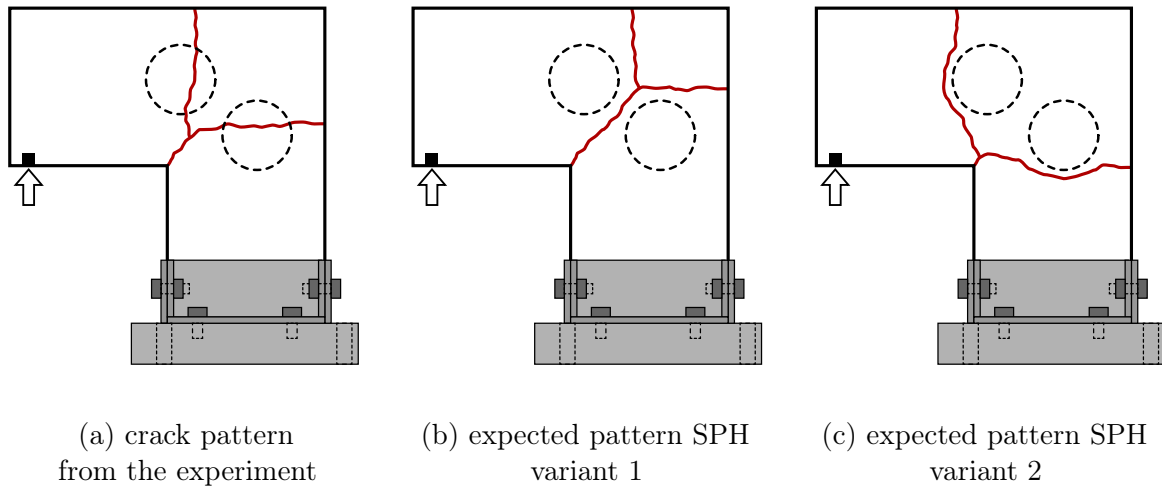 (a) crack pattern
from the experiment
(b) expected pattern SPH
variant 1
(c) expected pattern SPH
variant 2